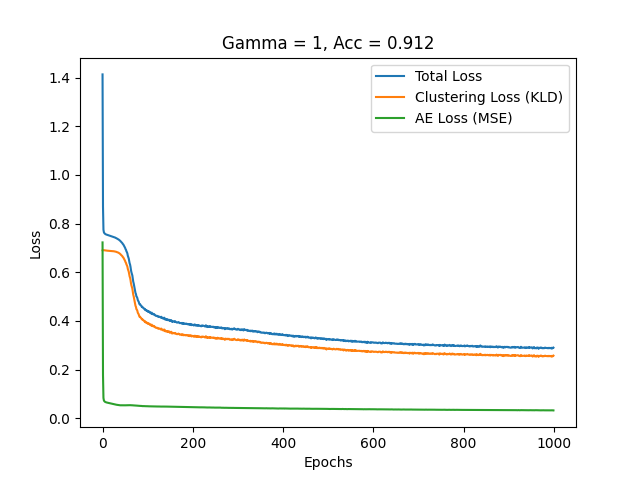 Gamma = 1, Acc = 0.912
Total Loss
Clustering Loss (KLD)
AE Loss (MSE)
Loss
1.4
1.2
1.0
0.8
0.6
0.4
0.2
0.0
0 200 400 600 800 1000
Epochs